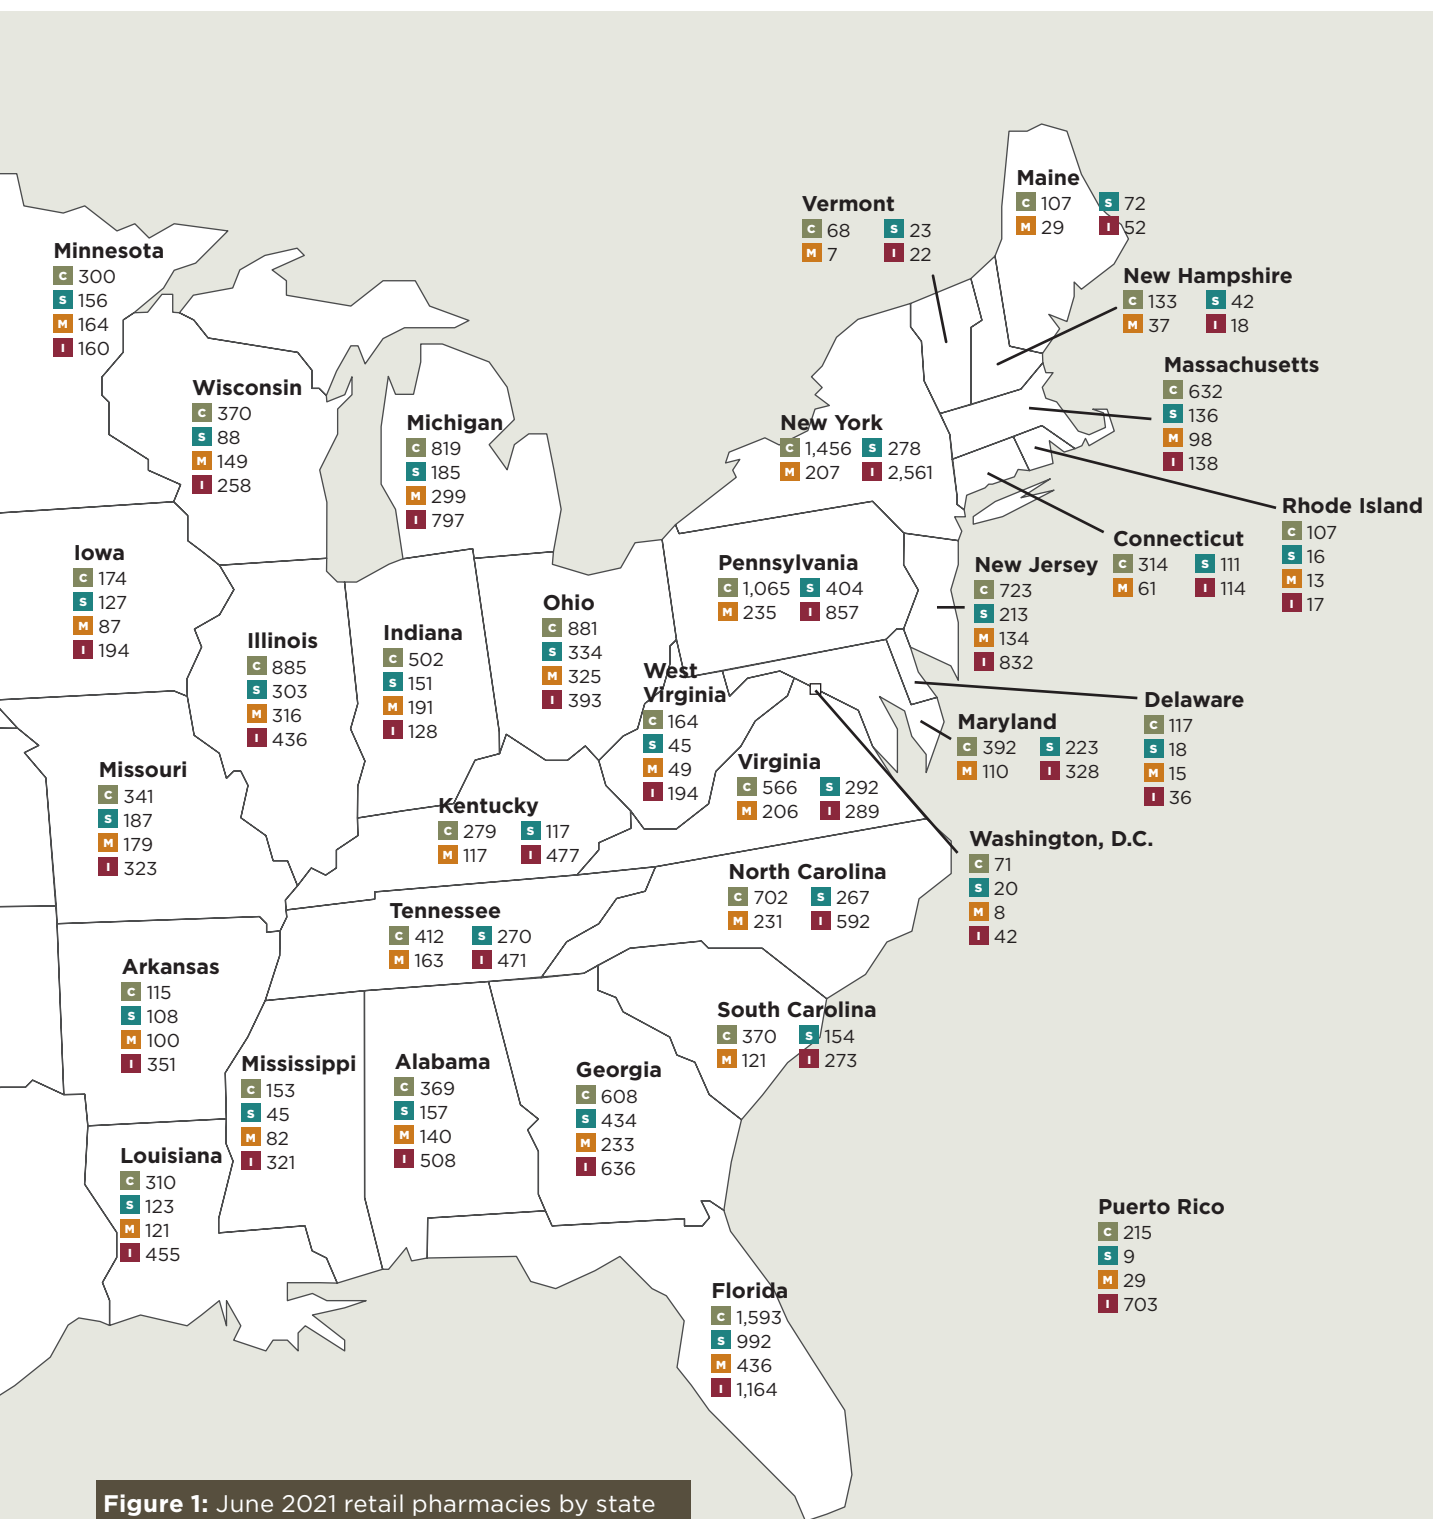 Maine
C 107 S 72
M 29 I 52
Vermont
C 68 S 23
M 7 I 22
Minnesota
C 300
S 156
M 164
I 160
New Hampshire
C 133 S 42
M 37 I 18
Massachusetts
C 632
S 136
M 98
I 138
Wisconsin
C 370
S 88
M 149
I 258
Michigan
C 819
S 185
M 299
I 797
New York
C 1,456 S 278
M 207 I 2,561
Rhode Island
C 107
S 16
M 13
I 17
Connecticut
C 314 S 111
M 61 I 114
Iowa
C 174
S 127
M 87
I 194
Pennsylvania
C 1,065 S 404
M 235 I 857
New Jersey
C 723
S 213
M 134
I 832
Ohio
C 881
S 334
M 325
I 393
Illinois
C 885
S 303
M 316
I 436
Indiana
C 502
S 151
M 191
I 128
West
Virginia
C 164
S 45
M 49
I 194
Delaware
C 117
S 18
M 15
I 36
Maryland
C 392 S 223
M 110 I 328
Missouri
C 341
S 187
M 179
I 323
Virginia
C 566 S 292
M 206 I 289
Kentucky
C 279 S 117
M 117 I 477
Washington, D.C.
C 71
S 20
M 8
I 42
North Carolina
C 702 S 267
M 231 I 592
Tennessee
C 412 S 270
M 163 I 471
Arkansas
C 115
S 108
M 100
I 351
South Carolina
C 370 S 154
M 121 I 273
Mississippi
C 153
S 45
M 82
I 321
Alabama
C 369
S 157
M 140
I 508
Georgia
C 608
S 434
M 233
I 636
Louisiana
C 310
S 123
M 121
I 455
Puerto Rico
C 215
S 9
M 29
I 703
Florida
C 1,593
S 992
M 436
I 1,164
Figure 1: June 2021 retail pharmacies by state